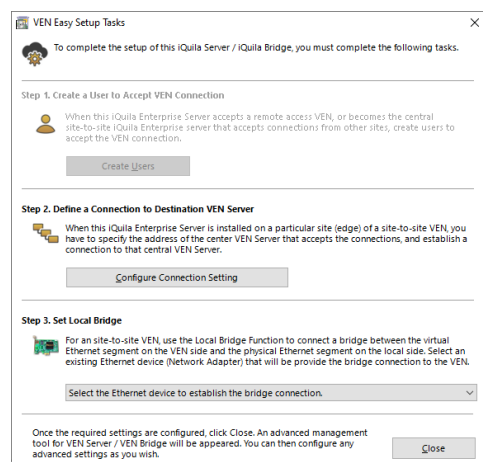 VEN Easy Setup Tasks
To complete the setup of this iQuila Server / iQuila Bridge, you must complete the following tasks.
Step 1. Create a User to Accept VEN Connection
When this iQuila Enterprise Server accepts a remote access VEN, or becomes the central
site-to-site iQuila Enterprise server that accepts connections from other sites, create users to
accept the VEN connection.
Create Users
Step 2. Define a Connection to Destination VEN Server
When this iQuila Enterprise Server is installed on a particular site (edge) of a site-to-site VEN, you
have to specify the address of the center VEN Server that accepts the connections, and establish a
connection to that central VEN Server.
Configure Connection Setting
Step 3. Set Local Bridge
For an site-to-site VEN, use the Local Bridge Function to connect a bridge between the virtual
Ethernet segment on the VEN side and the physical Ethernet segment on the local side. Select an
existing Ethernet device (Network Adapter) that will be provide the bridge connection to the VEN.
Select the Ethernet device to establish the bridge connection.
Once the required settings are configured, click Close. An advanced management
tool for VEN Server / VEN Bridge will be appeared. You can then configure any
advanced settings as you wish.
Close